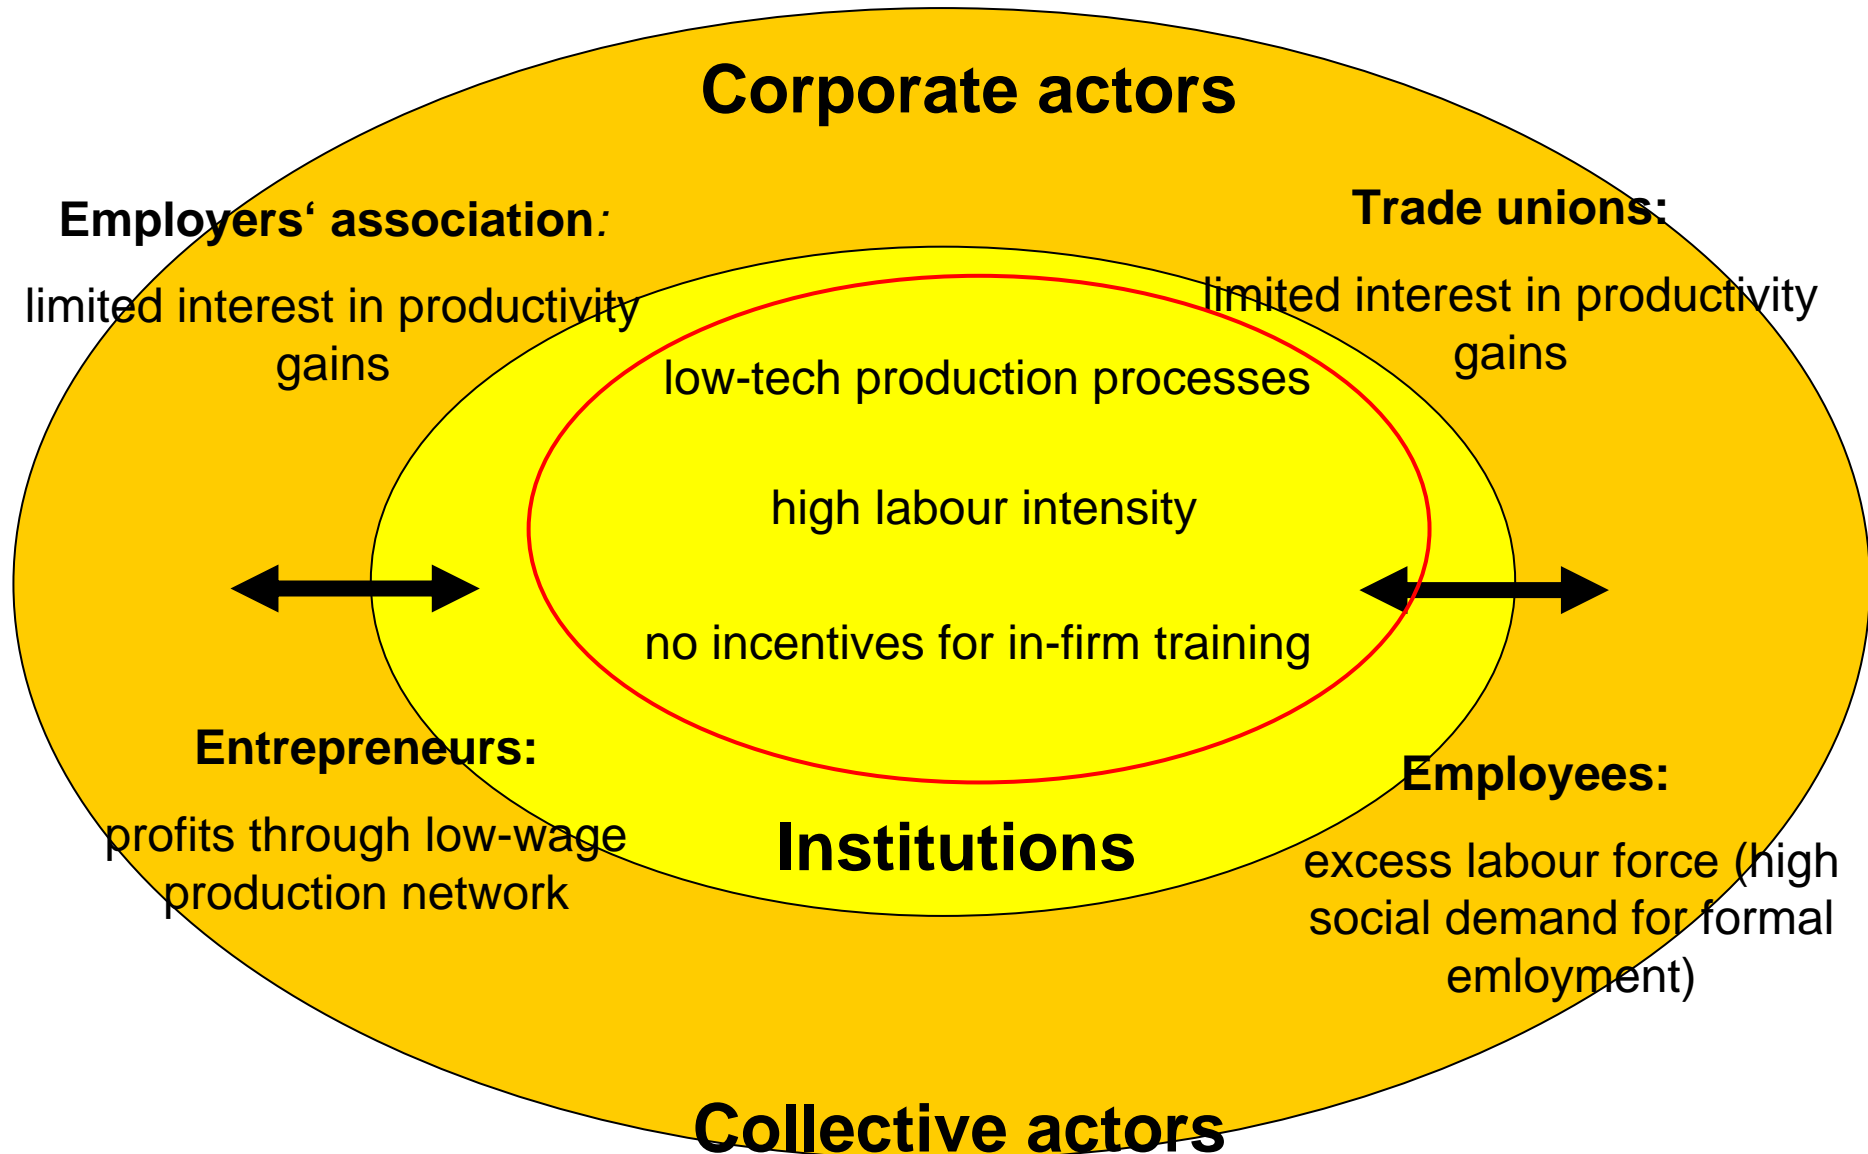 Corporate actors
Employers‘ association:
limited interest in productivity
gains
Trade unions:
limited interest in productivity
gains
low-tech production processes
high labour intensity
no incentives for in-firm training
Entrepreneurs:
profits through low-wage
production network
Institutions
Employees:
excess labour force (high
social demand for formal
emloyment)
Collective actors